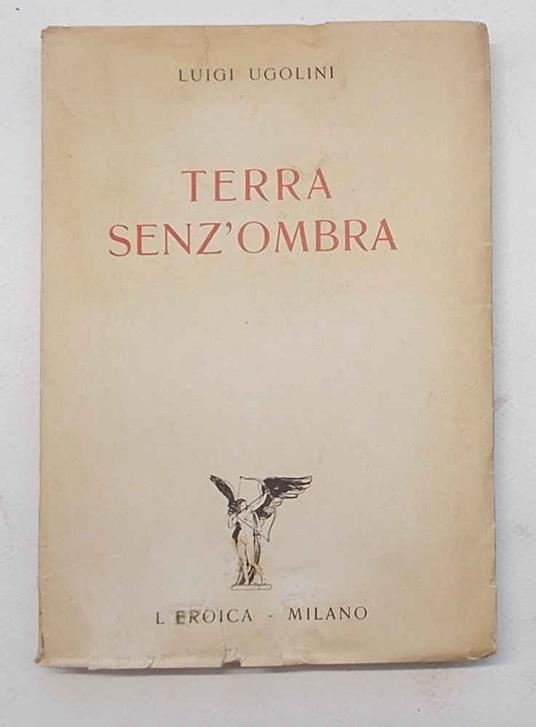 LUIGI UGOLINI
TERRA
SENZ'OMBRA
L'EROICA - MILANO